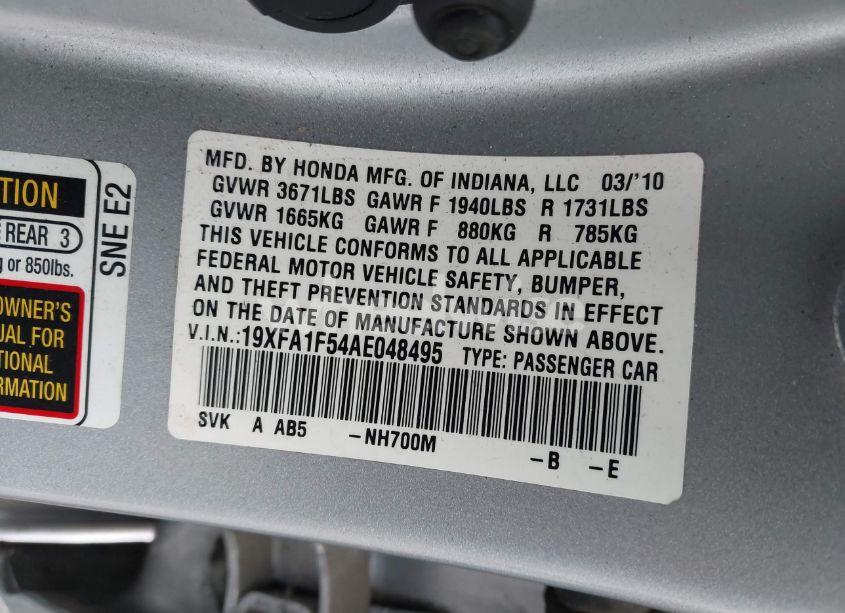 MFD. BY HONDA MFG. OF INDIANA, LLC 03/'10
GVWR 3671LBS GAWR F 1940LBS R 1731LBS
GVWR 1665KG GAWR F 880KG R 785KG
THIS VEHICLE CONFORMS TO ALL APPLICABLE
FEDERAL MOTOR VEHICLE SAFETY, BUMPER,
AND THEFT PREVENTION STANDARDS IN EFFECT
ON THE DATE OF MANUFACTURE SHOWN ABOVE.
V.I.N.:19XFA1F54AE048495 TYPE: PASSENGER CAR
SVK A AB5 -NH700M -B -E
TION
REAR 3
or 850lbs.
OWNER'S
UAL FOR
TIONAL
ORMATION
SNE E2